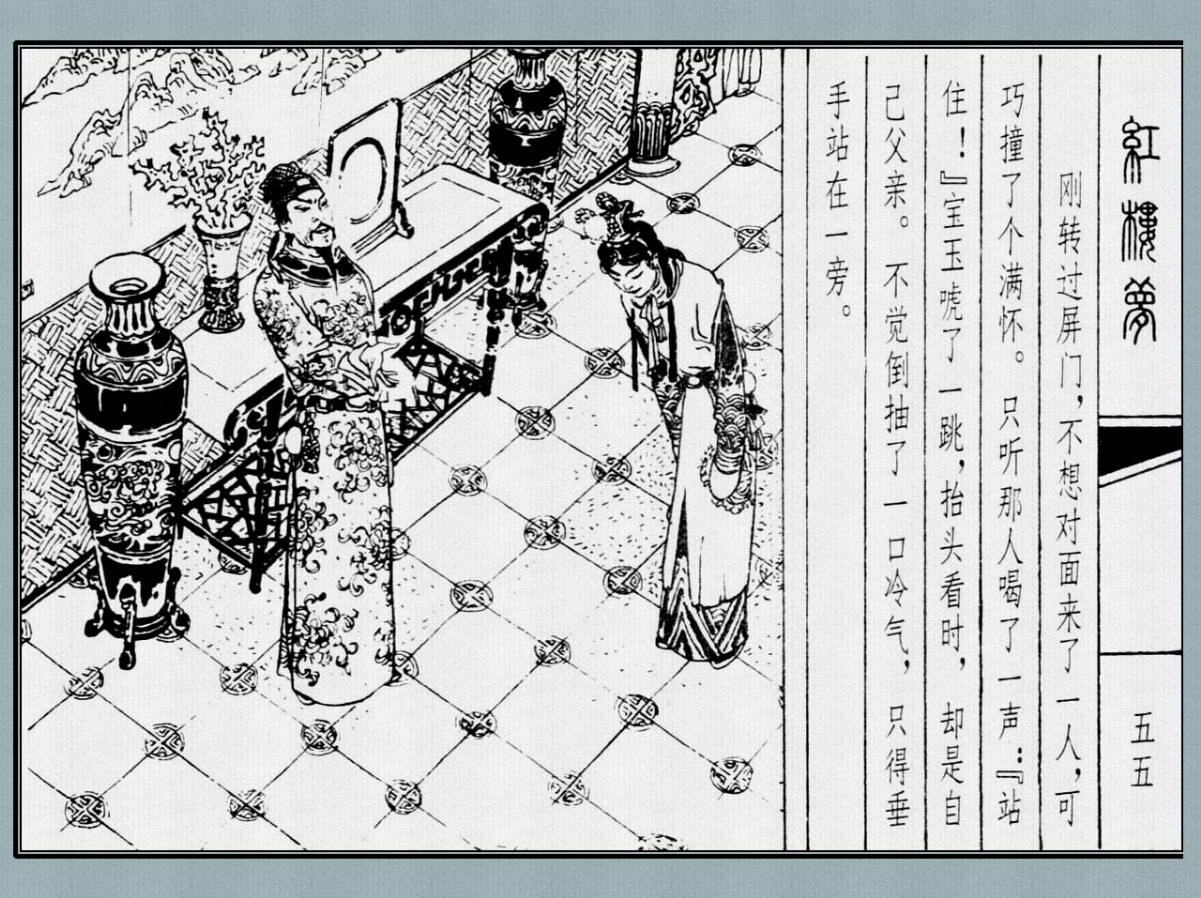 紅樓夢
五五
刚转过屏门，不想对面来了一人，可
巧撞了个满怀。只听那人喝了一声：『站
住！』宝玉唬了一跳，抬头看时，却是自
己父亲。不觉倒抽了一口冷气，只得垂
手站在一旁。